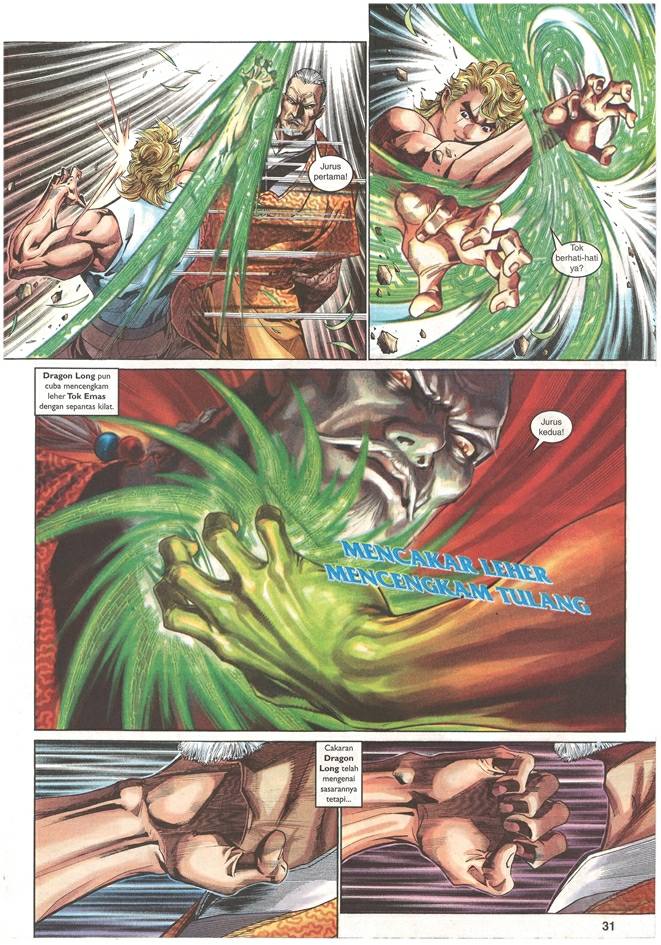 Jurus
pertama!
Tok
berhati-hati
ya?
Dragon Long pun
cuba mencengkam
leher Tok Emas
dengan sepantas kilat.
Jurus
kedua!
MENCAKAR LEHER
MENCENGKAM TULANG
Cakaran
Dragon
Long telah
mengenai
sasarannya
tetapi...
31